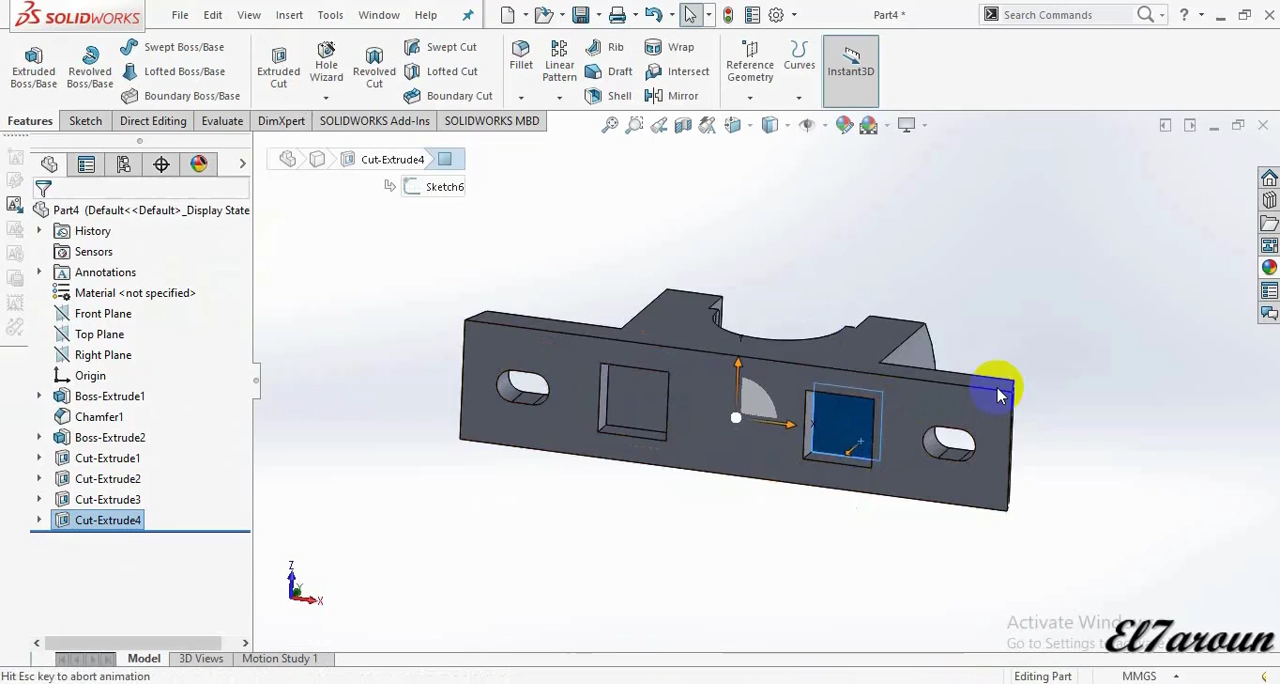 SOLIDWORKS
File Edit View Insert Tools Window Help
Part4 *
Search Commands
Extruded Boss/Base
Revolved Boss/Base
Swept Boss/Base
Lofted Boss/Base
Boundary Boss/Base
Extruded Cut
Hole Wizard
Revolved Cut
Swept Cut
Lofted Cut
Boundary Cut
Fillet
Linear Pattern
Rib
Draft
Shell
Wrap
Intersect
Mirror
Reference Geometry
Curves
Instant3D
Features Sketch Direct Editing Evaluate DimXpert SOLIDWORKS Add-Ins SOLIDWORKS MBD
Cut-Extrude4
Sketch6
Part4 (Default<<Default>_Display State
History
Sensors
Annotations
Material <not specified>
Front Plane
Top Plane
Right Plane
Origin
Boss-Extrude1
Chamfer1
Boss-Extrude2
Cut-Extrude1
Cut-Extrude2
Cut-Extrude3
Cut-Extrude4
Z
X
Activate
Go to Settings to
El7aroun
Model 3D Views Motion Study 1
Hit Esc key to abort animation
Editing Part
MMGS